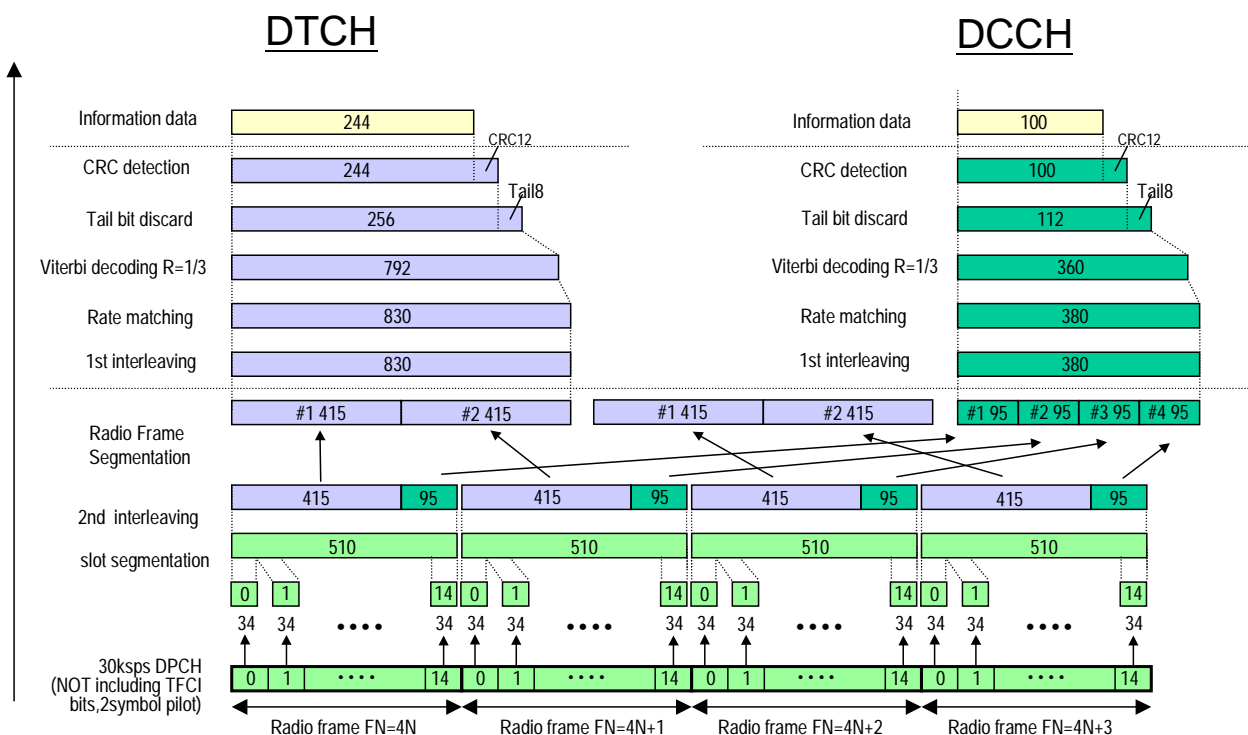 DTCH DCCH
Information data 244 Information data 100
CRC12 CRC12
CRC detection 244 CRC detection 100
Tail8 Tail8
Tail bit discard 256 Tail bit discard 112
Viterbi decoding R=1/3 792 Viterbi decoding R=1/3 360
Rate matching 830 Rate matching 380
1st interleaving 830 1st interleaving 380
#1 415 #2 415 #1 415 #2 415 #1 95 #2 95 #3 95 #4 95
Radio Frame
Segmentation
415 95 415 95 415 95 415 95
2nd interleaving
510 510 510 510
slot segmentation
0 1 14 0 1 14 0 1 14 0 1 14
34 34 •••• 34 34 34 •••• 34 34 34 •••• 34 34 34 •••• 34
30ksps DPCH
(NOT including TFCI
bits,2symbol pilot)
0 1 •••• 14 0 1 •••• 14 0 1 •••• 14 0 1 •••• 14
Radio frame FN=4N Radio frame FN=4N+1 Radio frame FN=4N+2 Radio frame FN=4N+3